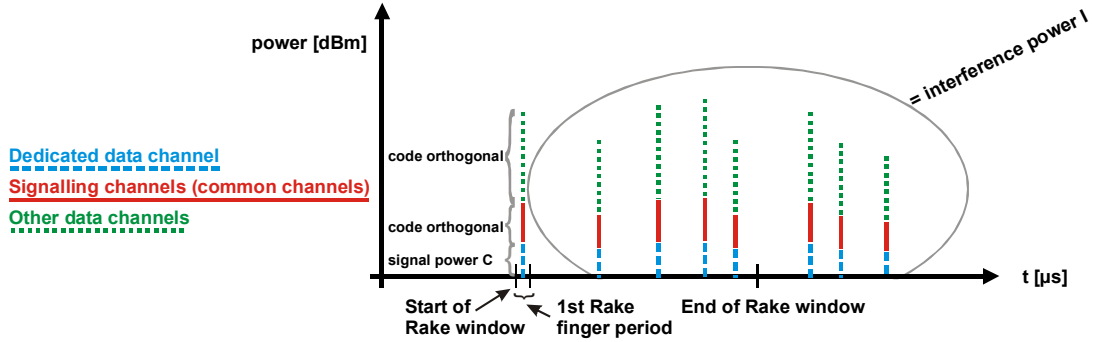 power [dBm]
= interference power I
Dedicated data channel
Signalling channels (common channels)
Other data channels
code orthogonal
code orthogonal
signal power C
t [µs]
Start of
Rake window
1st Rake
finger period
End of Rake window